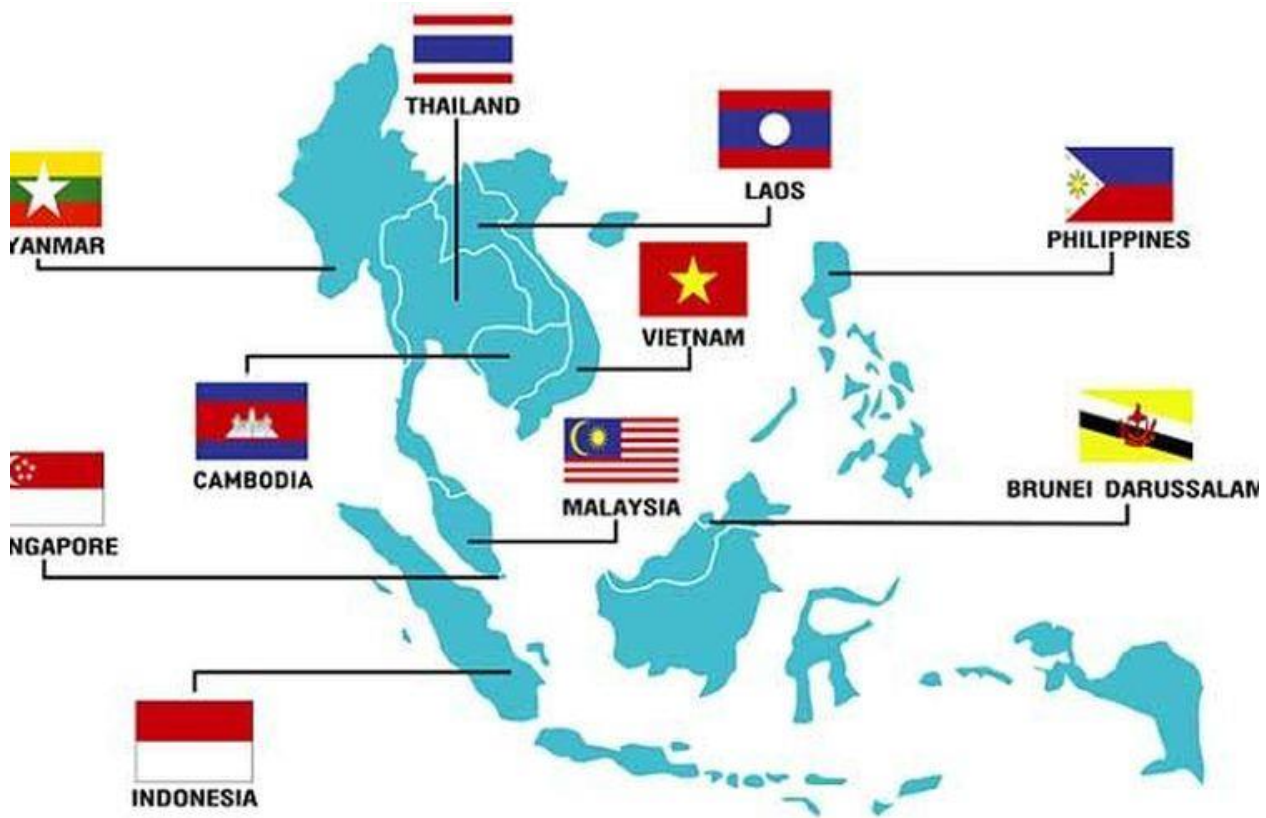 THAILAND
LAOS
PHILIPPINES
YANMAR
VIETNAM
CAMBODIA
MALAYSIA
BRUNEI DARUSSALAM
NGAPORE
INDONESIA